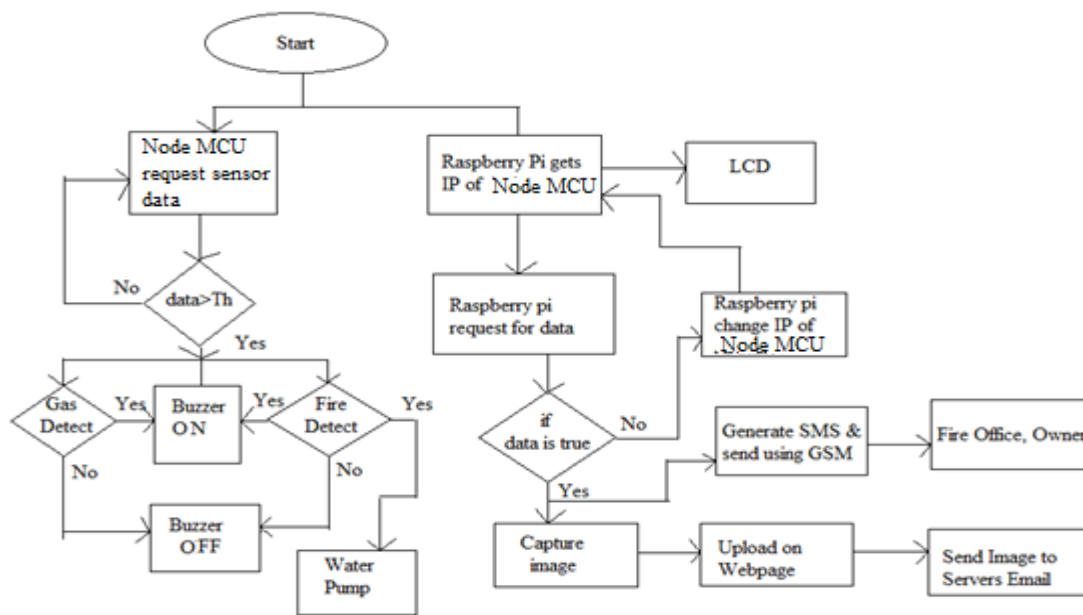 Start
Node MCU
request sensor
data
Raspberry Pi gets
IP of Node MCU
LCD
No
data>Th
Yes
Raspberry pi
request for data
Raspberry pi
change IP of
Node MCU
Gas
Detect
Yes
Buzzer
ON
Yes
Fire
Detect
Yes
No
No
if
data is true
No
Yes
Generate SMS &
send using GSM
Fire Office, Owner
Buzzer
OFF
Water
Pump
Capture
image
Upload on
Webpage
Send Image to
Servers Email